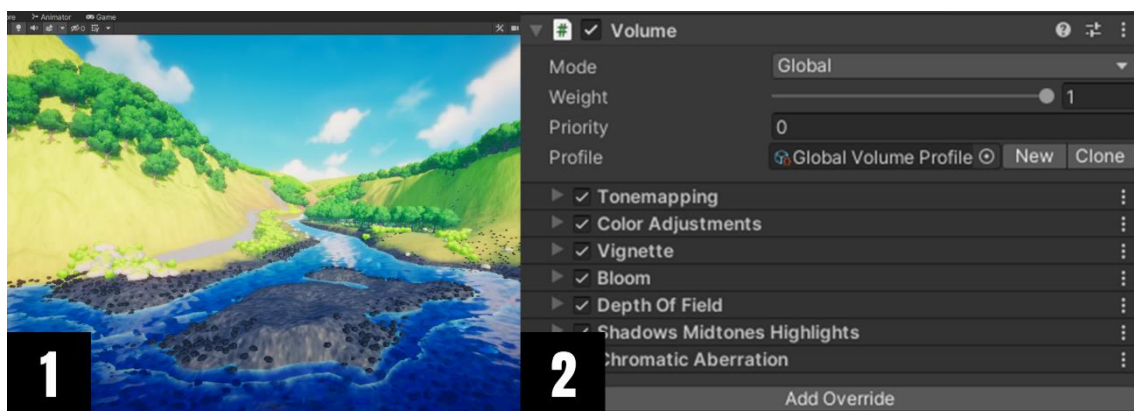 Animator Game
1
# Volume
Mode Global
Weight 1
Priority 0
Profile Global Volume Profile New Clone
Tonemapping
Color Adjustments
Vignette
Bloom
Depth Of Field
Shadows Midtones Highlights
Chromatic Aberration
2
Add Override